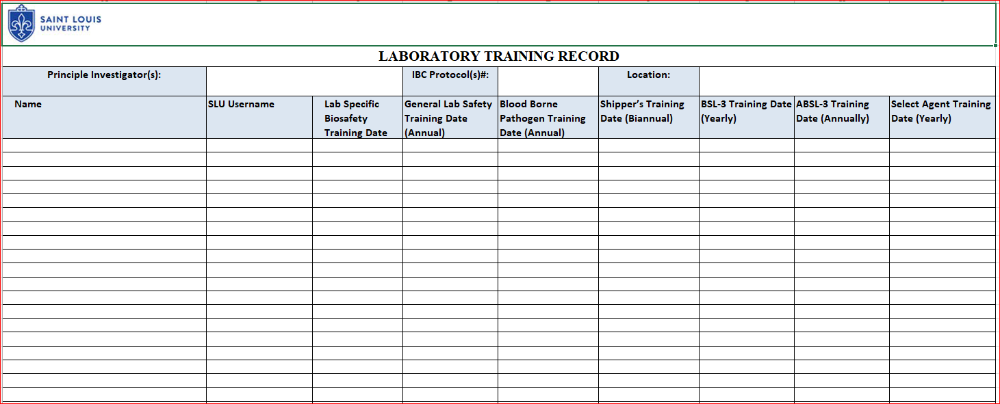 SAINT LOUIS
UNIVERSITY
LABORATORY TRAINING RECORD
Principle Investigator(s):
IBC Protocol(s)#:
Location:
Name
SLU Username
Lab Specific
Biosafety
Training Date
General Lab Safety
Training Date
(Annual)
Blood Borne
Pathogen Training
Date (Annual)
Shipper’s Training
Date (Biannual)
BSL-3 Training Date
(Yearly)
ABSL-3 Training
Date (Annually)
Select Agent Training
Date (Yearly)